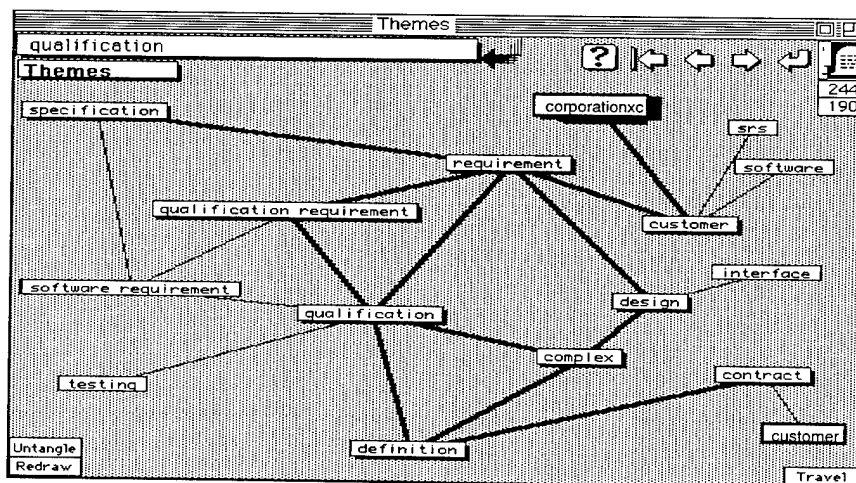 Themes
qualification
?
Themes
244
190
specification
corporationxc
srs
requirement
software
qualification requirement
customer
interface
software requirement
design
qualification
complex
contract
testing
customer
definition
Untangle
Redraw
Travel